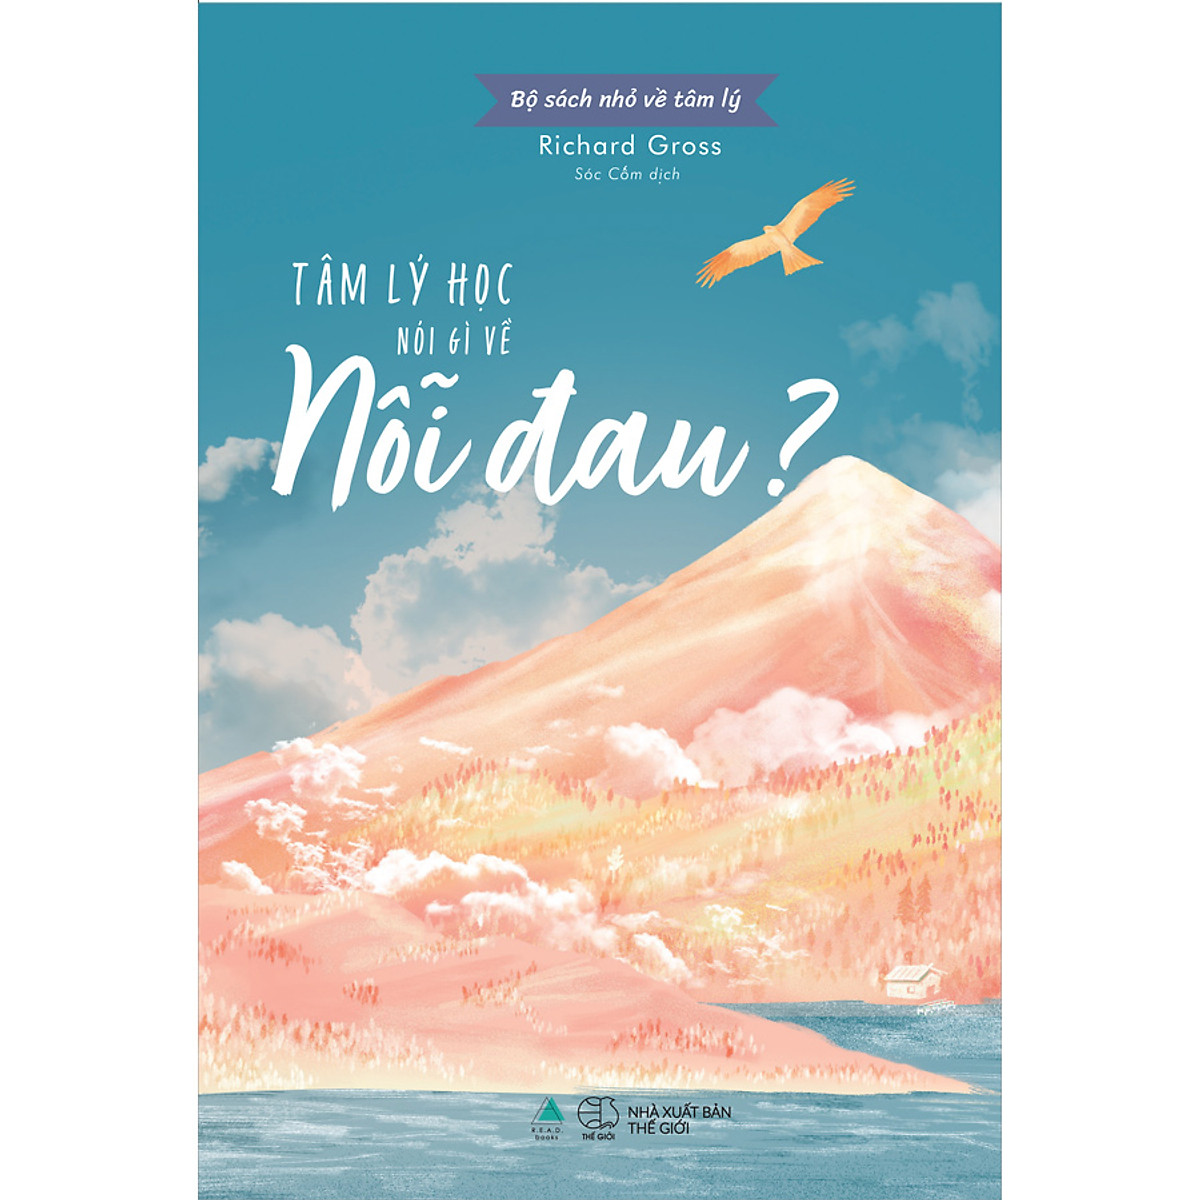 Bộ sách nhỏ về tâm lý
Richard Gross
Sóc Cốm dịch
TÂM LÝ HỌC
NÓI GÌ VỀ
Nỗi đau?
R.E.A.D.
books
THẾ GIỚI
NHÀ XUẤT BẢN
THẾ GIỚI